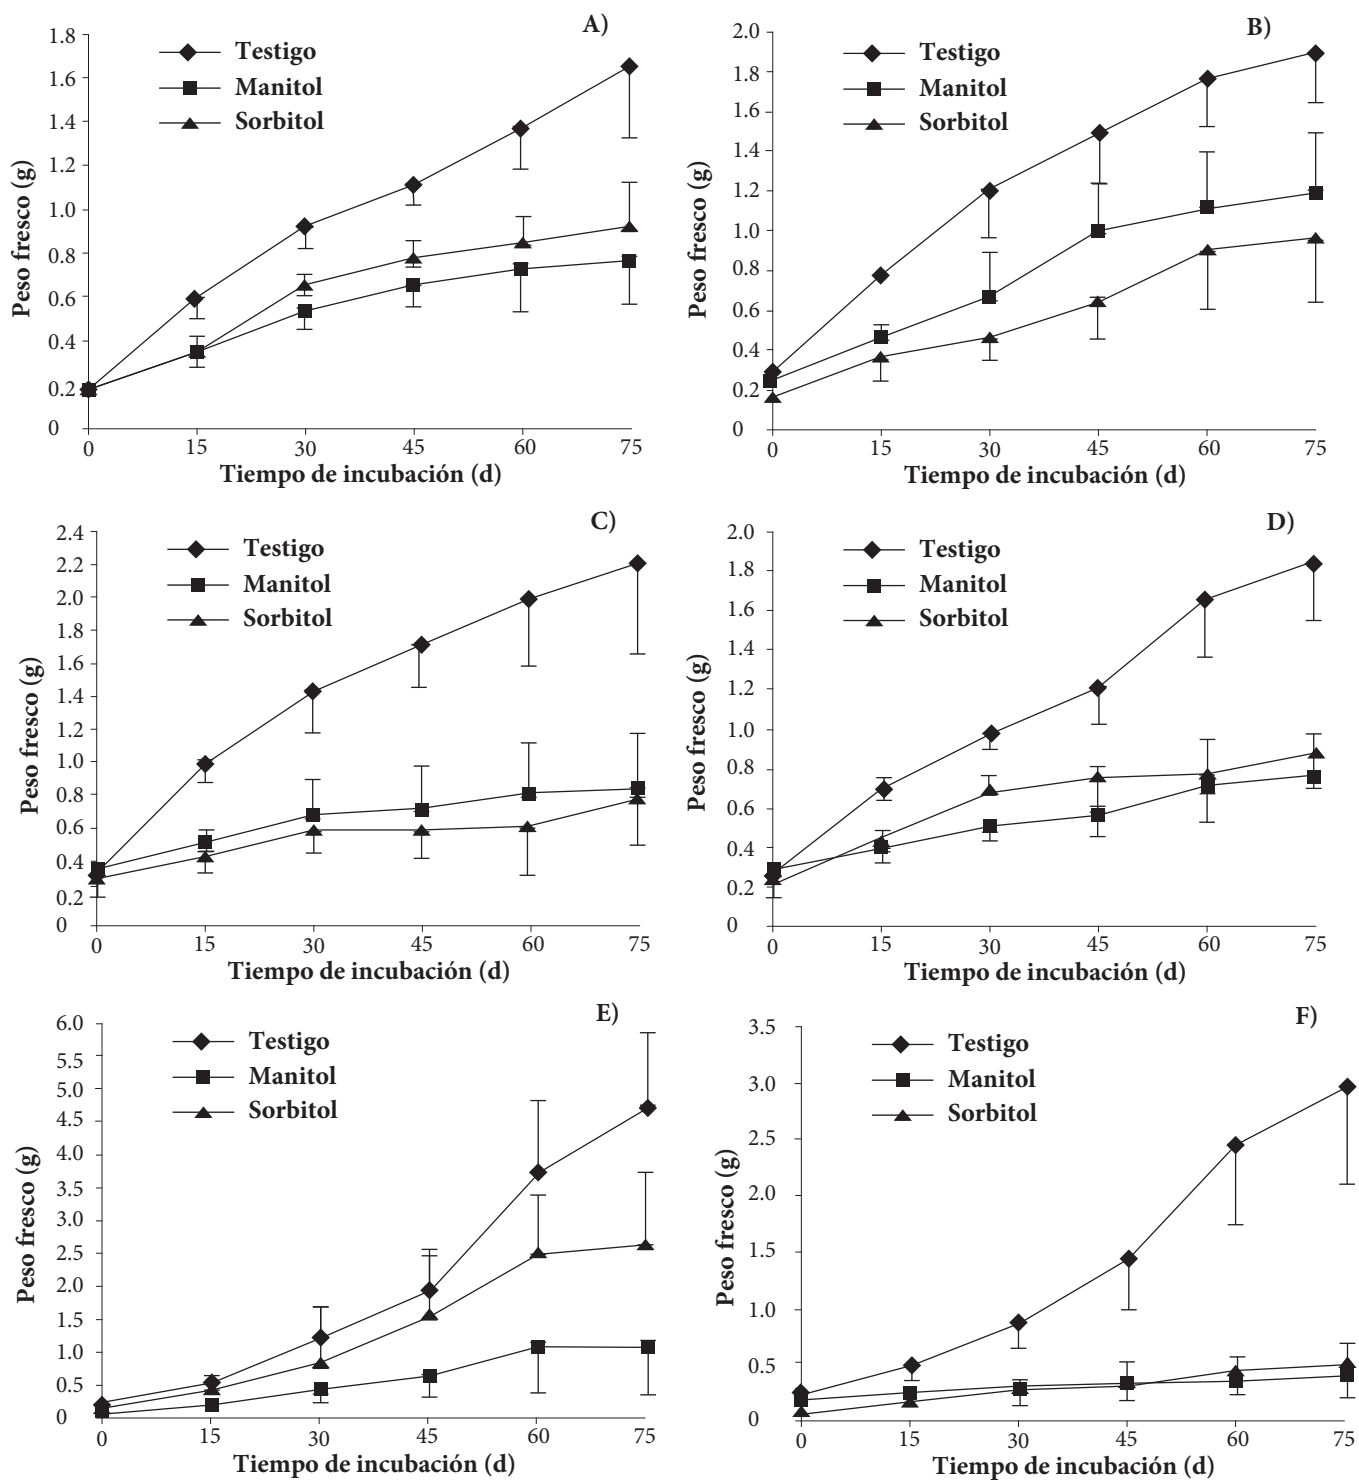 A)
Testigo
Manitol
Sorbitol
Peso fresco (g)
1.8
1.6
1.4
1.2
1.0
0.8
0.6
0.4
0.2
0
0 15 30 45 60 75
Tiempo de incubación (d)
B)
Testigo
Manitol
Sorbitol
Peso fresco (g)
2.0
1.8
1.6
1.4
1.2
1.0
0.8
0.6
0.4
0.2
0
0 15 30 45 60 75
Tiempo de incubación (d)
C)
Testigo
Manitol
Sorbitol
Peso fresco (g)
2.4
2.2
2.0
1.8
1.6
1.4
1.2
1.0
0.8
0.6
0.4
0.2
0
0 15 30 45 60 75
Tiempo de incubación (d)
D)
Testigo
Manitol
Sorbitol
Peso fresco (g)
2.0
1.8
1.6
1.4
1.2
1.0
0.8
0.6
0.4
0.2
0
0 15 30 45 60 75
Tiempo de incubación (d)
E)
Testigo
Manitol
Sorbitol
Peso fresco (g)
6.0
5.5
5.0
4.5
4.0
3.5
3.0
2.5
2.0
1.5
1.0
0.5
0
0 15 30 45 60 75
Tiempo de incubación (d)
F)
Testigo
Manitol
Sorbitol
Peso fresco (g)
3.5
3.0
2.5
2.0
1.5
1.0
0.5
0
0 15 30 45 60 75
Tiempo de incubación (d)